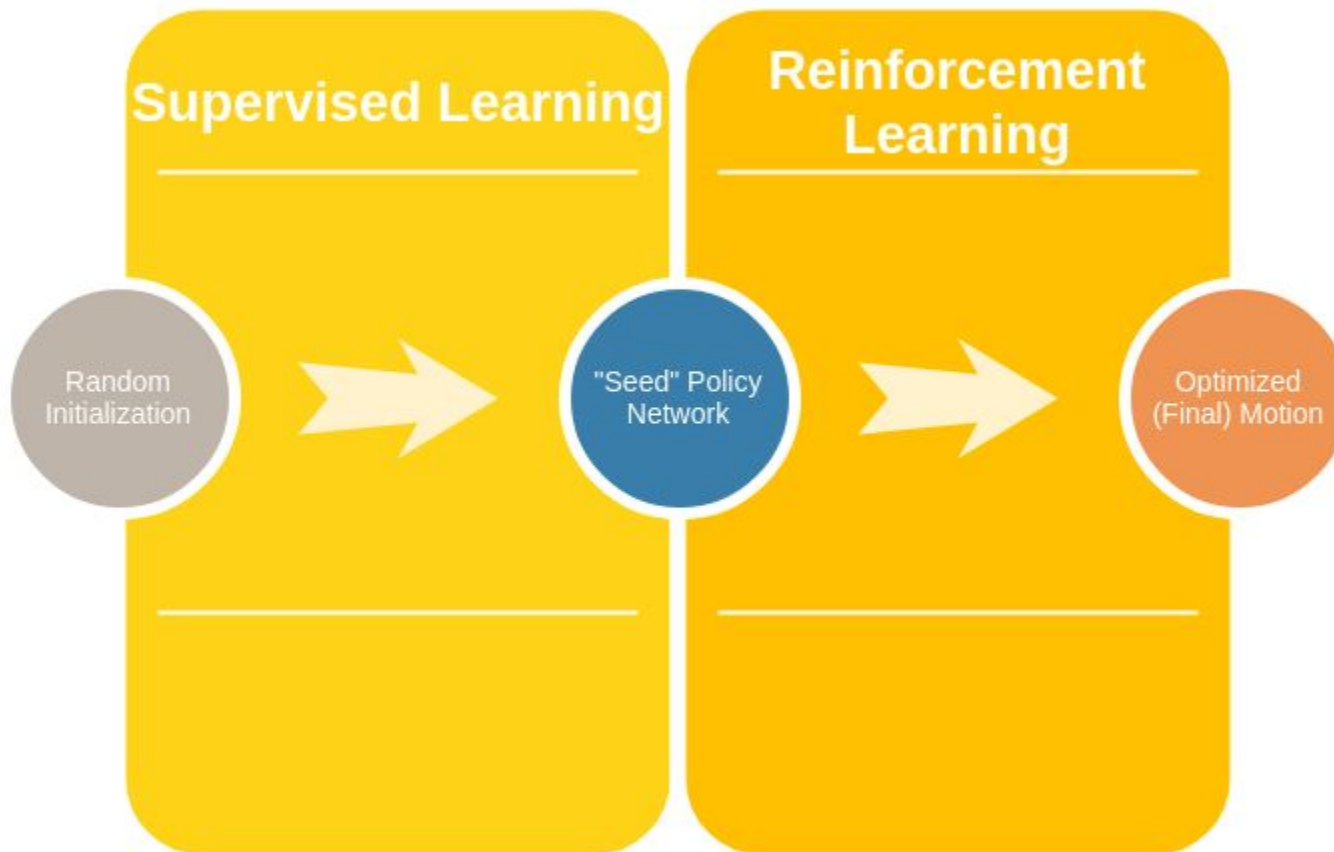 Supervised Learning
Reinforcement
Learning
Random
Initialization
"Seed" Policy
Network
Optimized
(Final) Motion